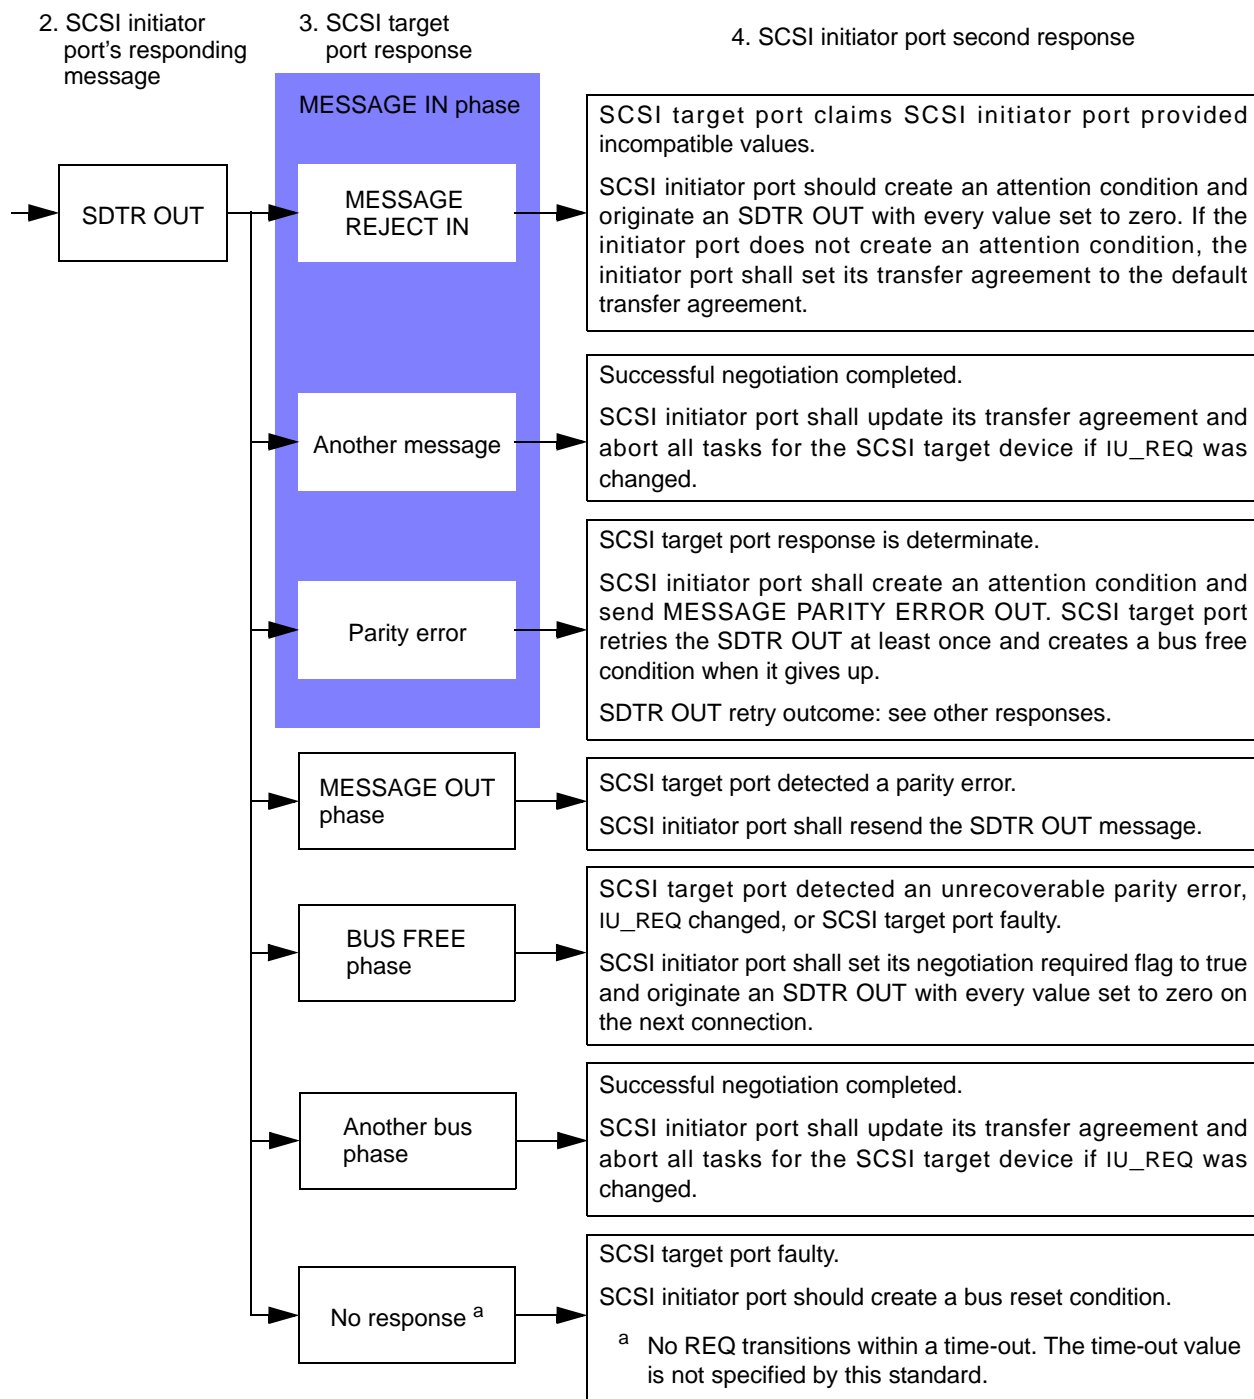 2. SCSI initiator
port's responding
message
3. SCSI target
port response
4. SCSI initiator port second response
MESSAGE IN phase
SDTR OUT
MESSAGE
REJECT IN
SCSI target port claims SCSI initiator port provided
incompatible values.
SCSI initiator port should create an attention condition and
originate an SDTR OUT with every value set to zero. If the
initiator port does not create an attention condition, the
initiator port shall set its transfer agreement to the default
transfer agreement.
Another message
Successful negotiation completed.
SCSI initiator port shall update its transfer agreement and
abort all tasks for the SCSI target device if IU_REQ was
changed.
Parity error
SCSI target port response is determinate.
SCSI initiator port shall create an attention condition and
send MESSAGE PARITY ERROR OUT. SCSI target port
retries the SDTR OUT at least once and creates a bus free
condition when it gives up.
SDTR OUT retry outcome: see other responses.
MESSAGE OUT
phase
SCSI target port detected a parity error.
SCSI initiator port shall resend the SDTR OUT message.
BUS FREE
phase
SCSI target port detected an unrecoverable parity error,
IU_REQ changed, or SCSI target port faulty.
SCSI initiator port shall set its negotiation required flag to true
and originate an SDTR OUT with every value set to zero on
the next connection.
Another bus
phase
Successful negotiation completed.
SCSI initiator port shall update its transfer agreement and
abort all tasks for the SCSI target device if IU_REQ was
changed.
No response a
SCSI target port faulty.
SCSI initiator port should create a bus reset condition.
a No REQ transitions within a time-out. The time-out value
is not specified by this standard.